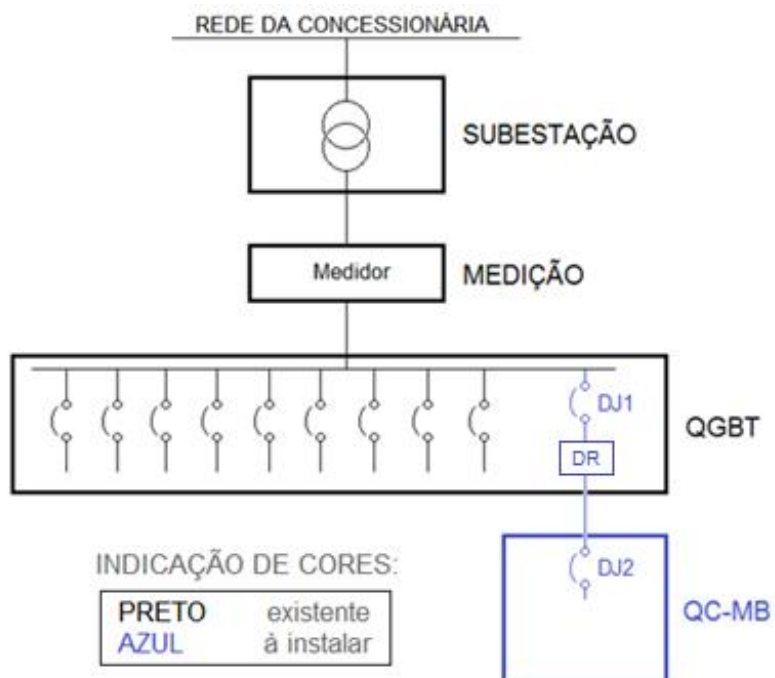 REDE DA CONCESSIONÁRIA
SUBESTAÇÃO
Medidor
MEDIÇÃO
DJ1
QGBT
DR
INDICAÇÃO DE CORES:
DJ2
PRETO existente
QC-MB
AZUL à instalar